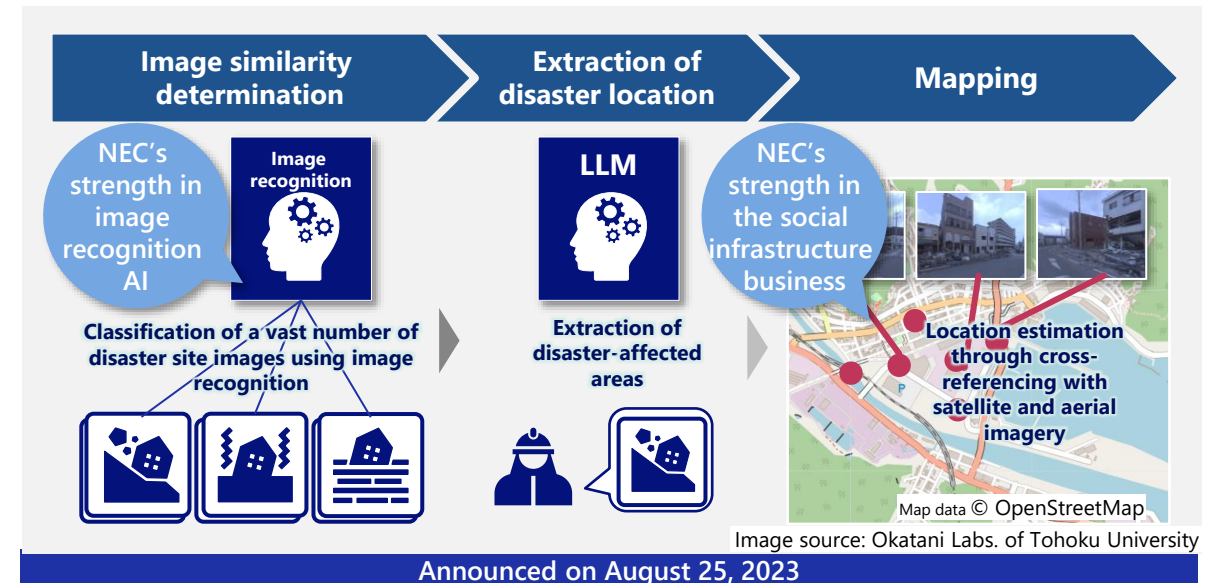 Image similarity
determination
Extraction of
disaster location
Mapping
NEC's
strength in
image
recognition
AI
Image
recognition
Classification of a vast number of
disaster site images using image
recognition
LLM
Extraction of
disaster-affected
areas
NEC's
strength in
the social
infrastructure
business
Location estimation
through cross-
referencing with
satellite and aerial
imagery
P
Map data © OpenStreetMap
Image source: Okatani Labs. of Tohoku University
Announced on August 25, 2023